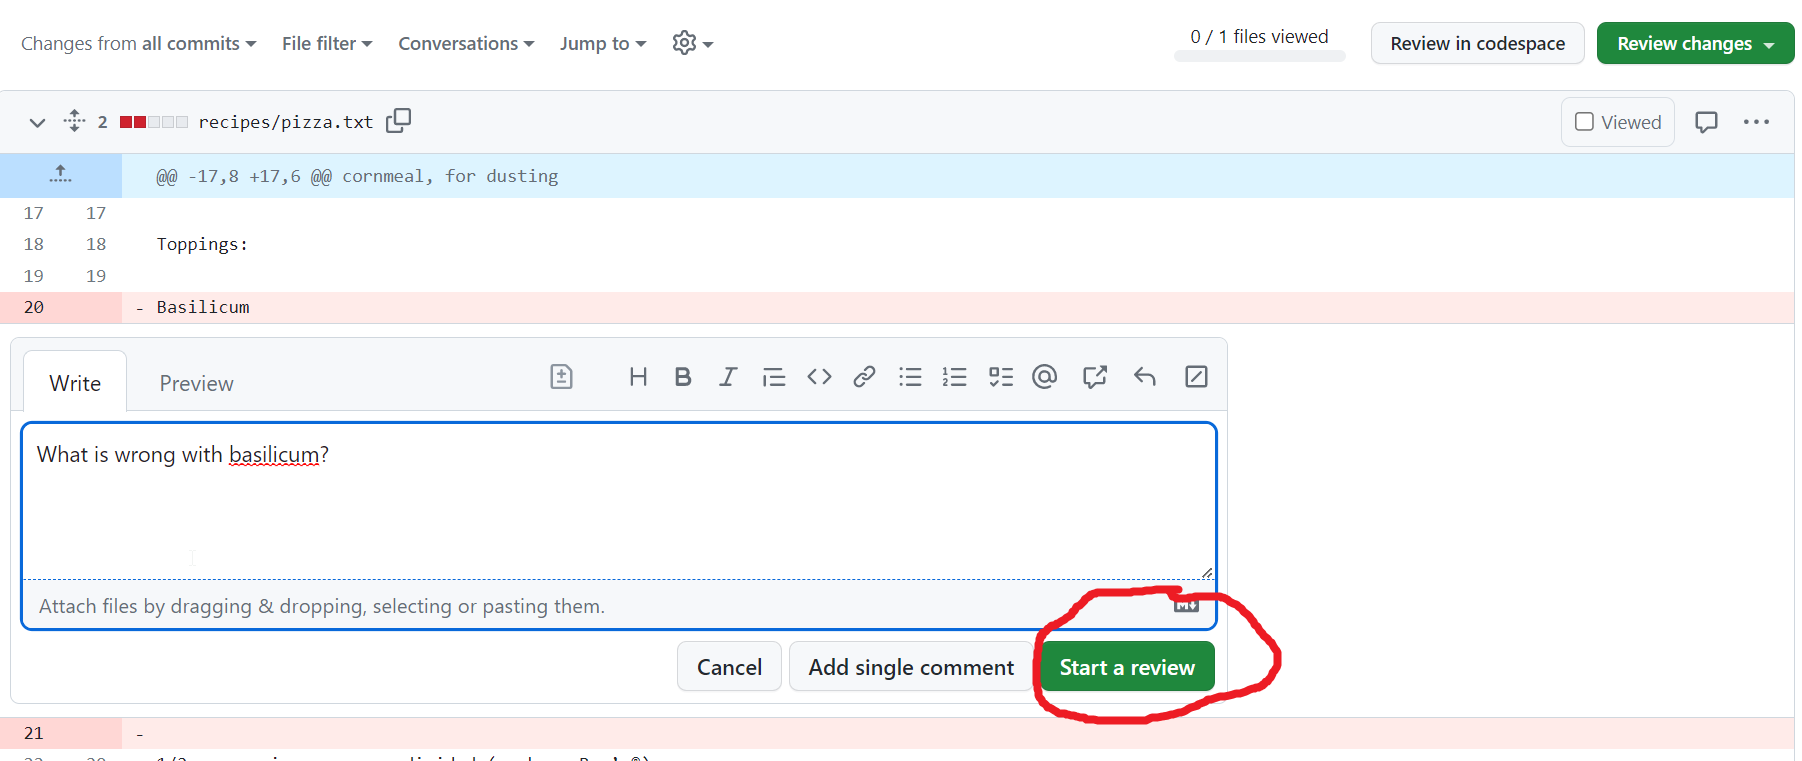 Changes from all commits File filter Conversations Jump to 0 / 1 files viewed Review in codespace Review changes
2 recipes/pizza.txt Viewed
@@ -17,8 +17,6 @@ cornmeal, for dusting
17 17
18 18 Toppings:
19 19
20 - Basilicum
Write Preview
What is wrong with basilicum?
Attach files by dragging & dropping, selecting or pasting them.
Cancel Add single comment Start a review
21 -